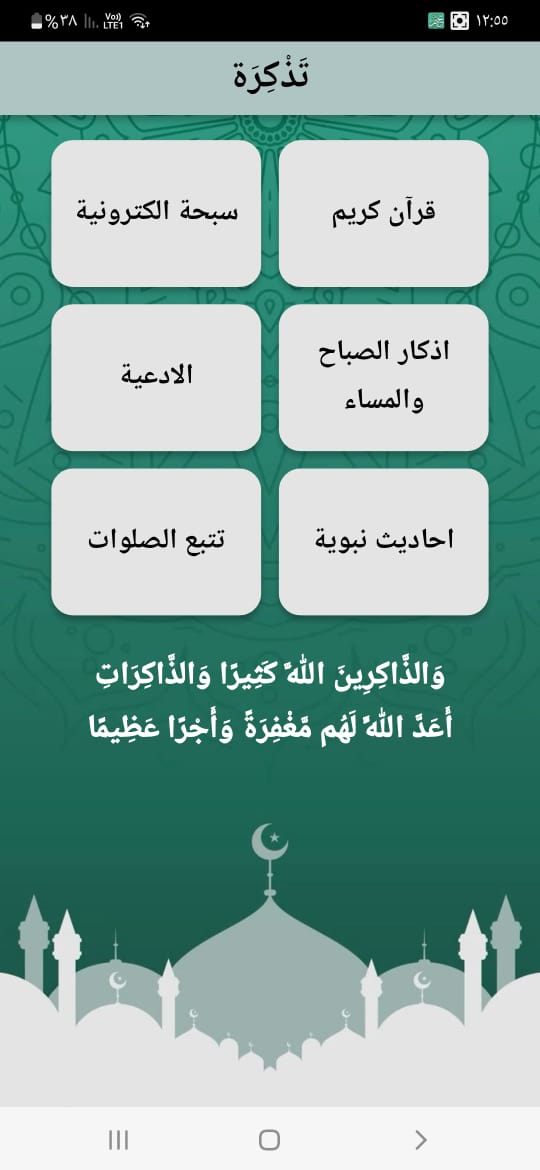 ١٢:٥٥
Vo)) LTE1
%٣٨
تَذْكِرَة
قرآن كريم
سبحة الكترونية
اذكار الصباح
والمساء
الادعية
احاديث نبوية
تتبع الصلوات
وَالذَّاكِرِينَ اللَّهَ كَثِيرًا وَالذَّاكِرَاتِ
أَعَدَّ اللَّهُ لَهُم مَّغْفِرَةً وَأَجْرًا عَظِيمًا